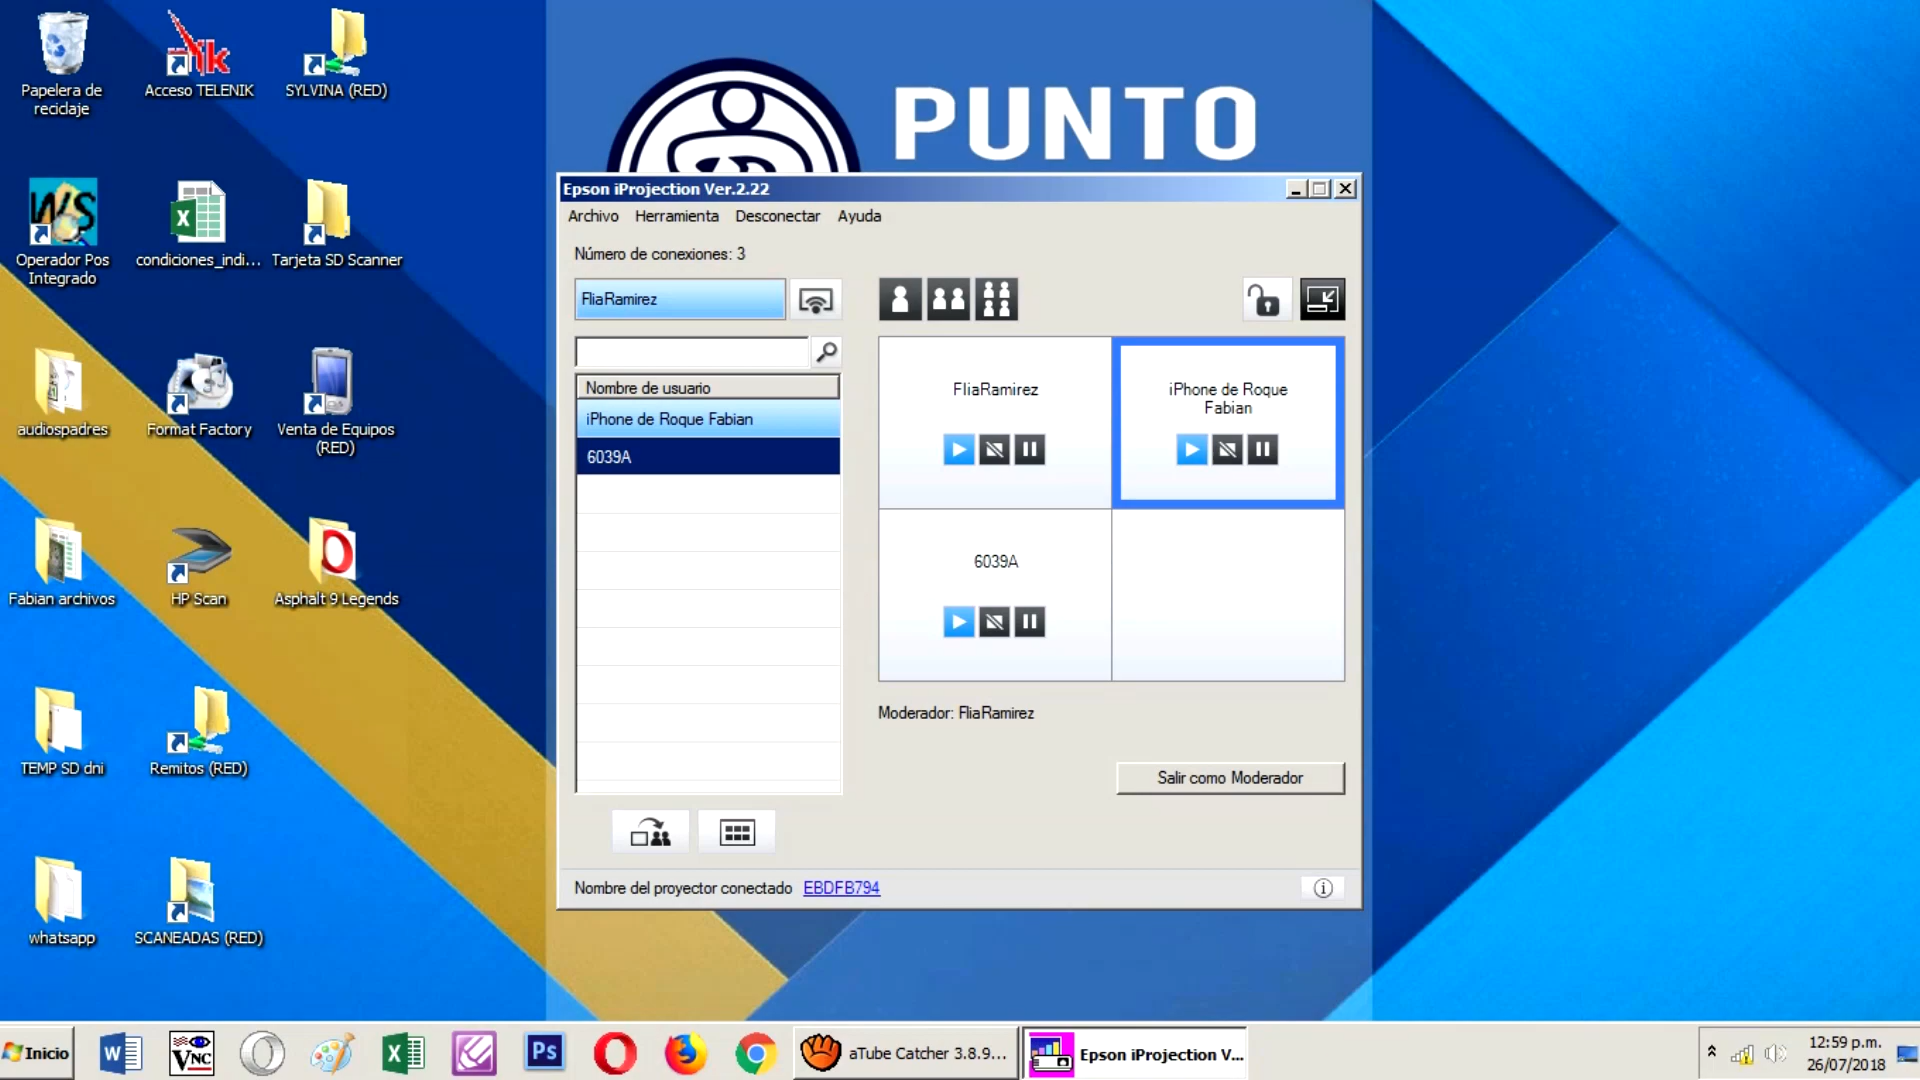 Papelera de
reciclaje
Acceso TELENIK
SYLVINA (RED)
Operador Pos
Integrado
condiciones_indi...
Tarjeta SD Scanner
audiospadres
Format Factory
Venta de Equipos
(RED)
Fabian archivos
HP Scan
Asphalt 9 Legends
TEMP SD dni
Remitos (RED)
whatsapp
SCANEADAS (RED)
PUNTO
Epson iProjection Ver.2.22
Archivo Herramienta Desconectar Ayuda
Número de conexiones: 3
FliaRamirez
Nombre de usuario
iPhone de Roque Fabian
6039A
FliaRamirez
iPhone de Roque
Fabian
6039A
Moderador: FliaRamirez
Salir como Moderador
Nombre del proyector conectado EBDFB794
Inicio
W
VNC
X
Ps
aTube Catcher 3.8.9...
Epson iProjection V...
12:59 p.m.
26/07/2018